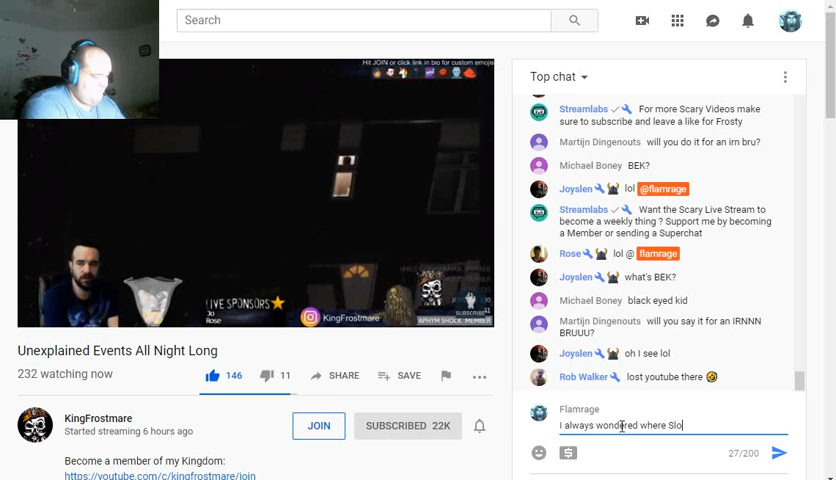 Search
Hit JOIN or click link in bio for custom emojis
LIVE SPONSORS
Jo
Rose
KingFrostmare
SUBSCRIBE
Unexplained Events All Night Long
232 watching now
146
11
SHARE
SAVE
KingFrostmare
Started streaming 6 hours ago
JOIN
SUBSCRIBED 22K
Become a member of my Kingdom:
https://youtube.com/c/kingfrostmare/join
Top chat
Streamlabs For more Scary Videos make
sure to subscribe and leave a like for
Frosty
Martijn Dingenouts will you do it for an irn bru?
Michael Boney BEK?
Joyslen lol @flamrage
Streamlabs Want the Scary Live Stream to
become a weekly thing ? Support me by becoming
a Member or sending a Superchat
Rose lol @ flamrage
Joyslen what's BEK?
Michael Boney black eyed kid
Martijn Dingenouts will you say it for an IRNNN
BRUUU?
Joyslen oh I see lol
Rob Walker lost youtube there
Flamrage
I always wondered where Slo
27/200